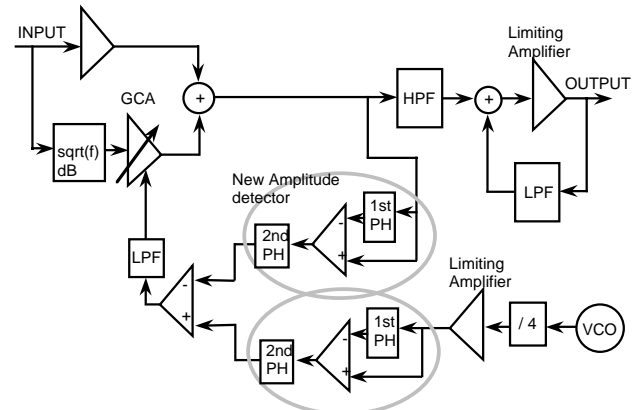 INPUT
GCA
+
sqrt(f)
dB
HPF
+
Limiting
Amplifier
OUTPUT
LPF
New Amplitude
detector
1st
PH
-
+
2nd
PH
LPF
-
+
Limiting
Amplifier
1st
PH
-
+
2nd
PH
/ 4
VCO